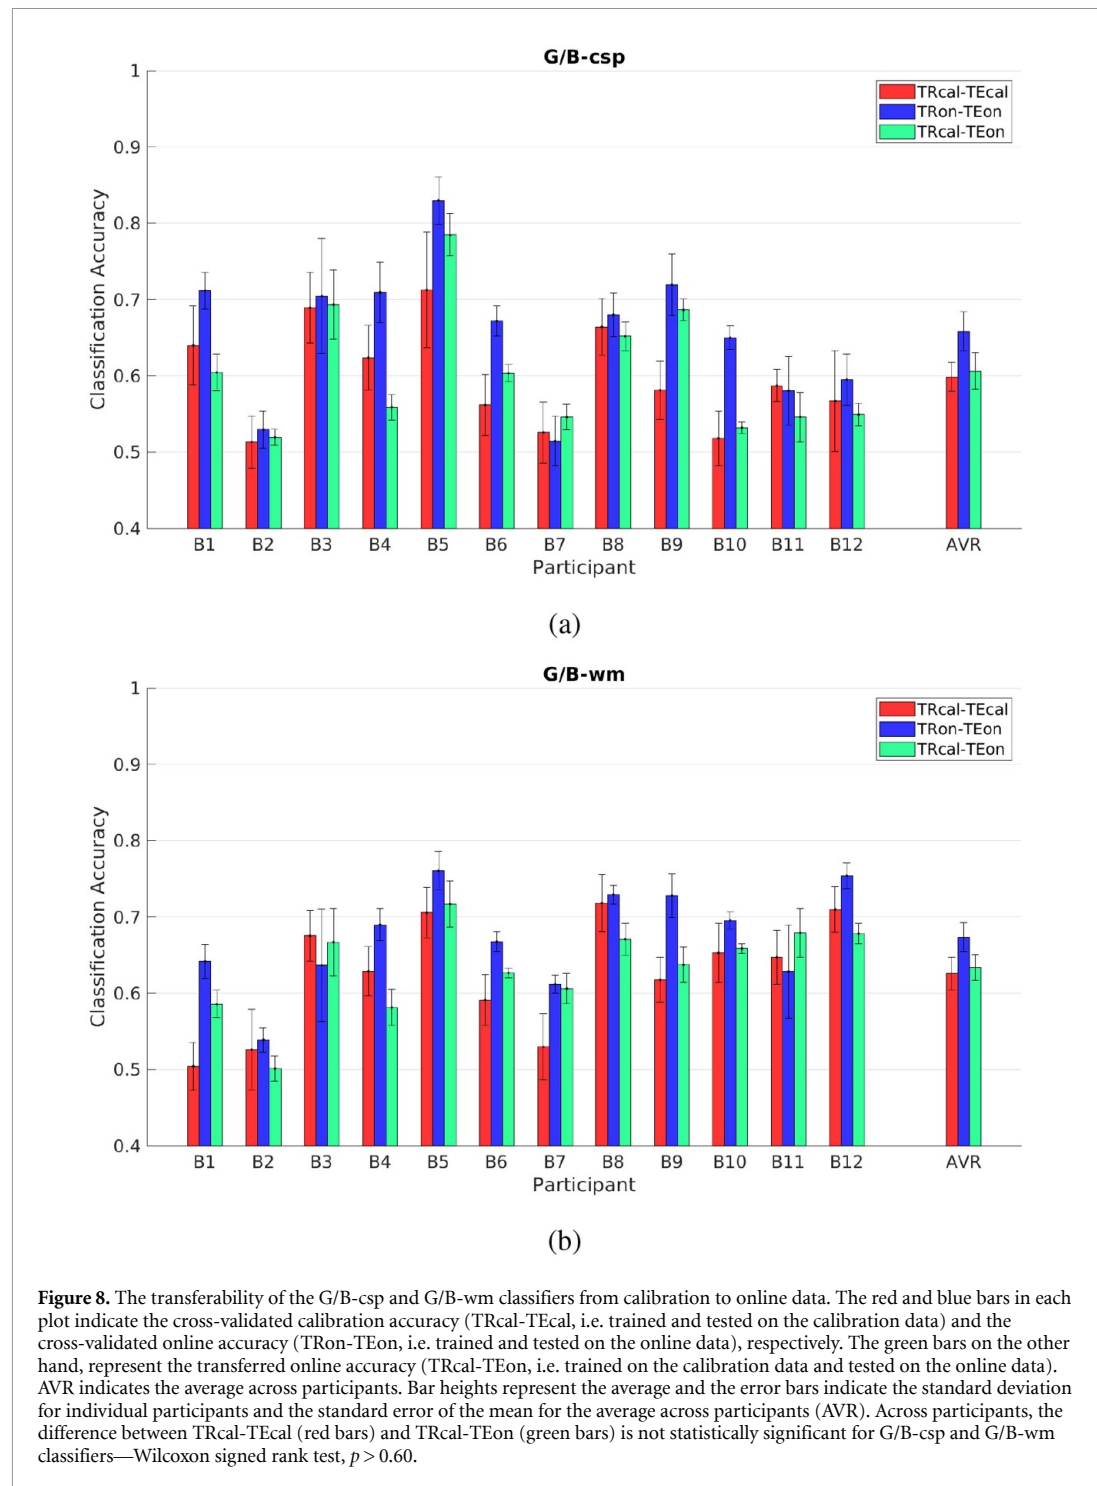 G/B-csp
1
0.9
0.8
0.7
0.6
0.5
0.4
Classification Accuracy
TRcal-TEcal
TRon-TEon
TRcal-TEon
B1 B2 B3 B4 B5 B6 B7 B8 B9 B10 B11 B12 AVR
Participant
(a)
G/B-wm
1
0.9
0.8
0.7
0.6
0.5
0.4
Classification Accuracy
TRcal-TEcal
TRon-TEon
TRcal-TEon
B1 B2 B3 B4 B5 B6 B7 B8 B9 B10 B11 B12 AVR
Participant
(b)
Figure 8. The transferability of the G/B-csp and G/B-wm classifiers from calibration to online data. The red and blue bars in each
plot indicate the cross-validated calibration accuracy (TRcal-TEcal, i.e. trained and tested on the calibration data) and the
cross-validated online accuracy (TRon-TEon, i.e. trained and tested on the online data), respectively. The green bars on the other
hand, represent the transferred online accuracy (TRcal-TEon, i.e. trained on the calibration data and tested on the online data).
AVR indicates the average across participants. Bar heights represent the average and the error bars indicate the standard deviation
for individual participants and the standard error of the mean for the average across participants (AVR). Across participants, the
difference between TRcal-TEcal (red bars) and TRcal-TEon (green bars) is not statistically significant for G/B-csp and G/B-wm
classifiers—Wilcoxon signed rank test, p > 0.60.